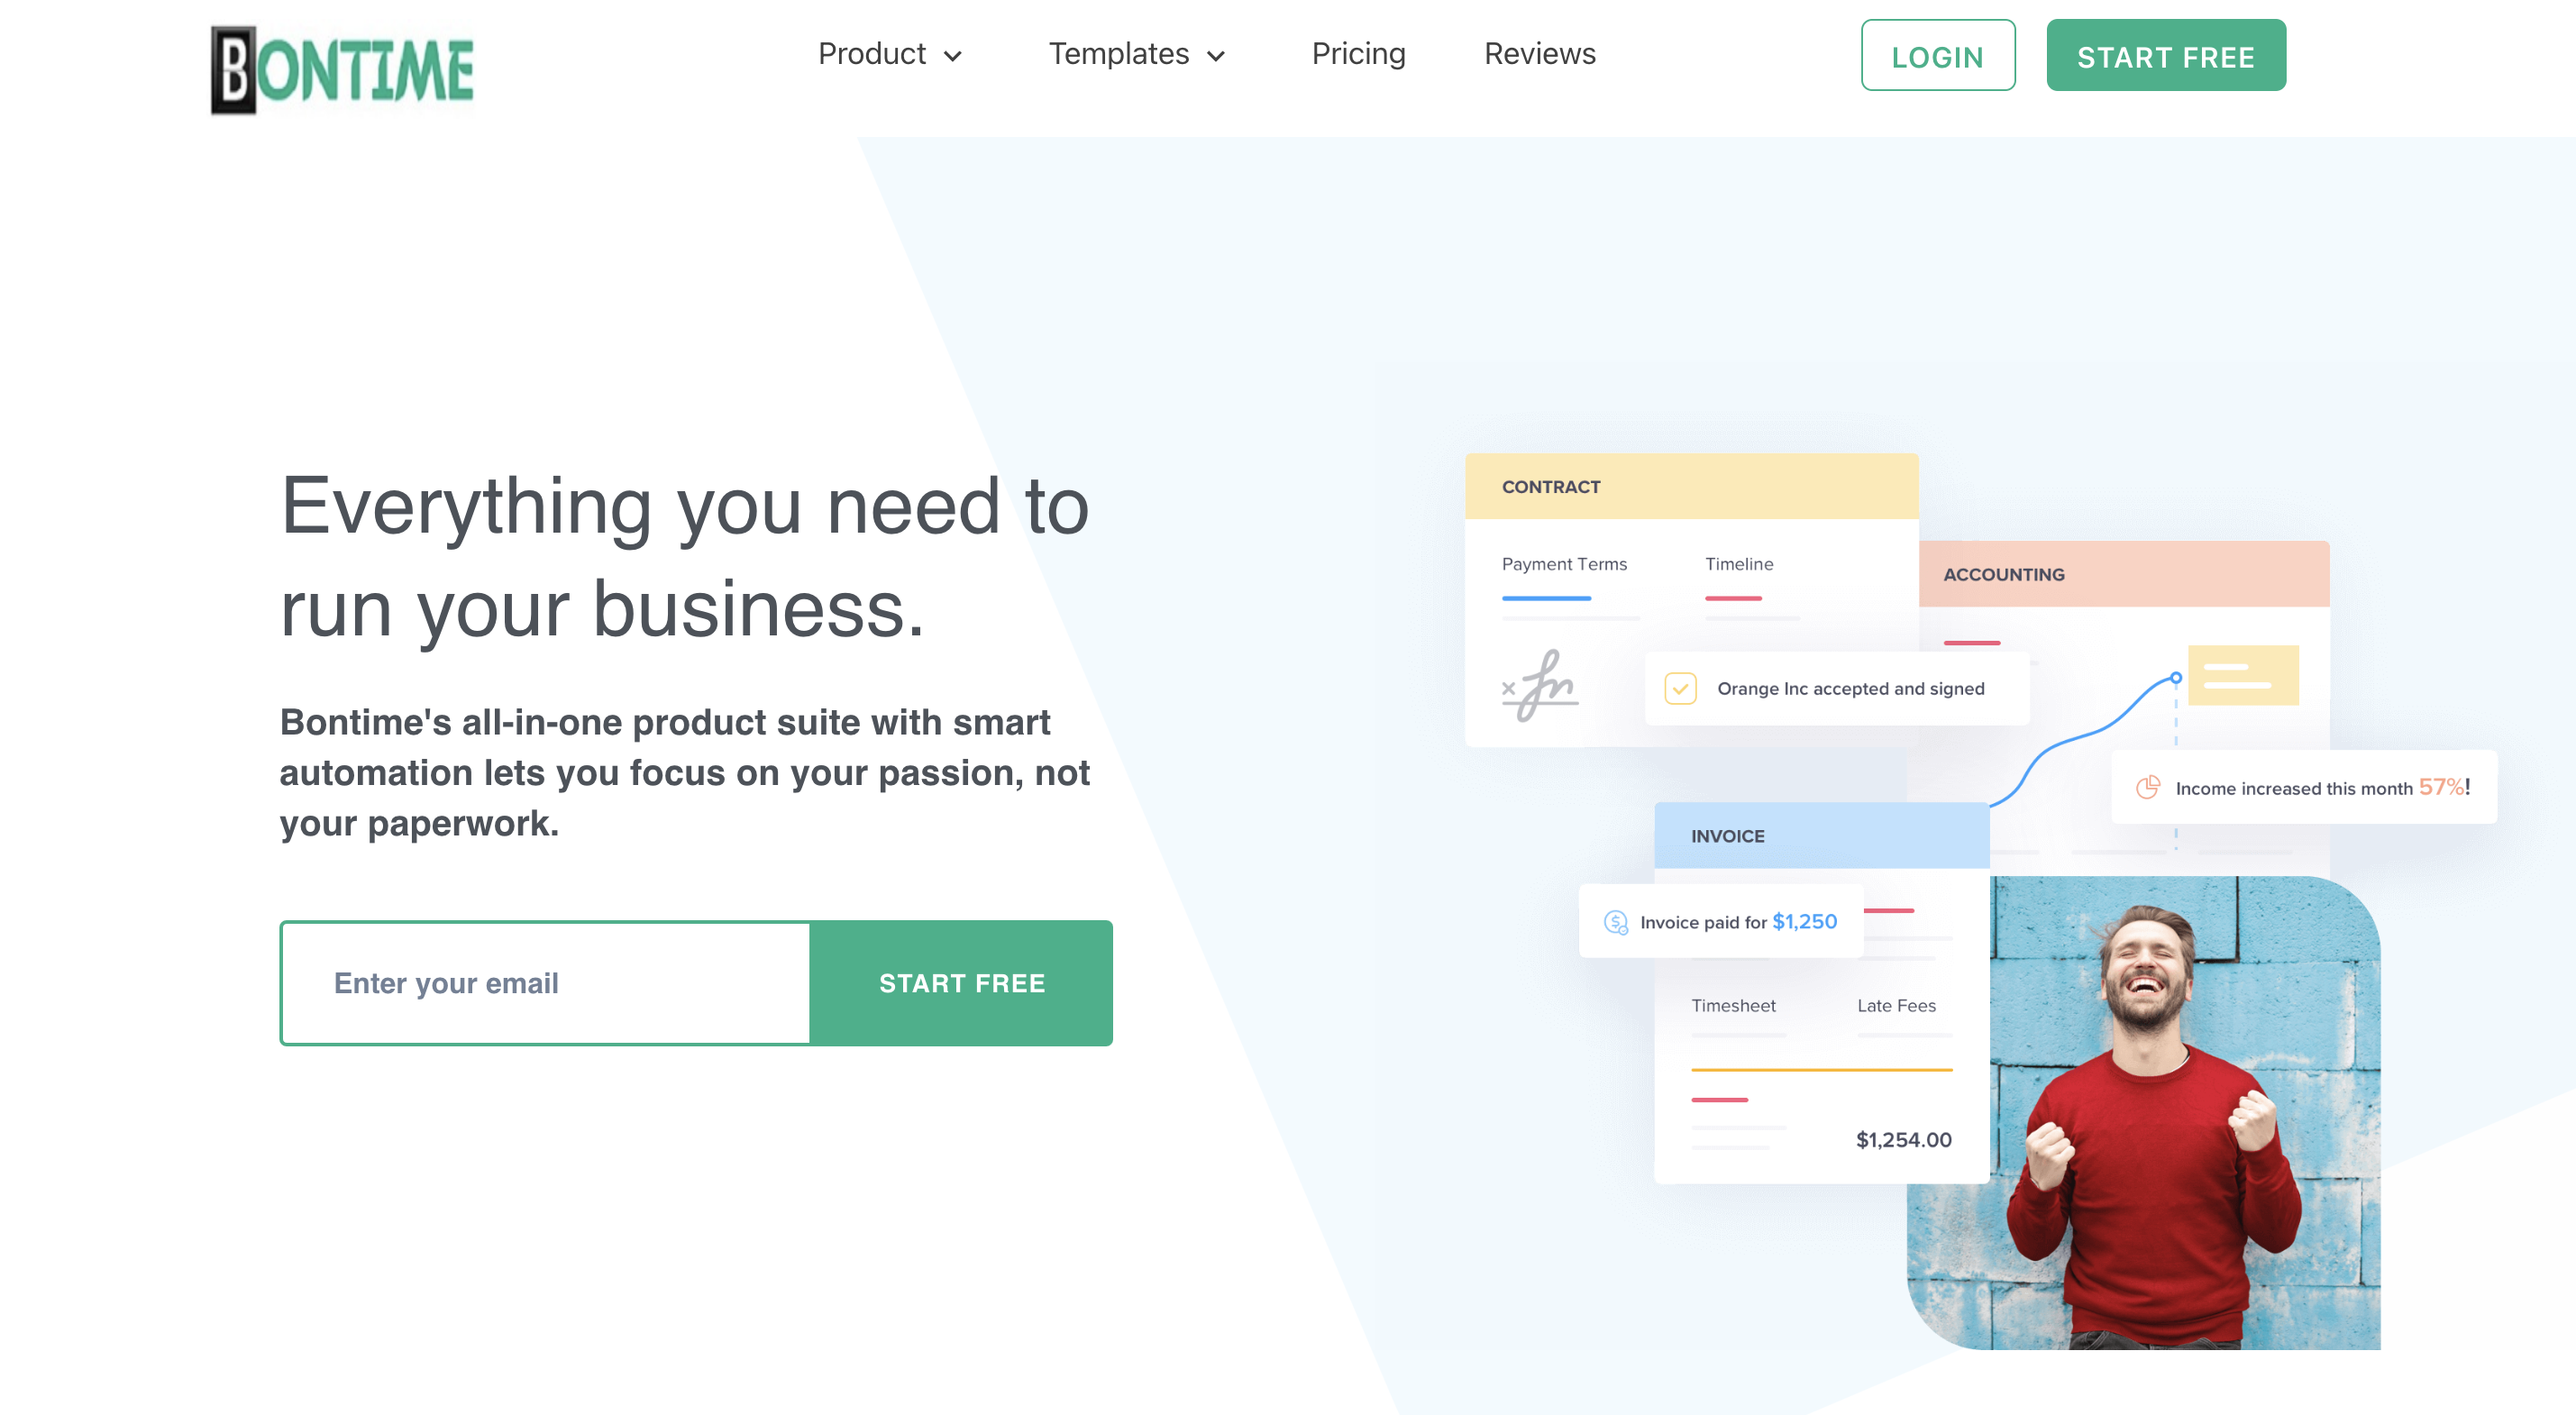 BONTIME
Product
Templates
Pricing
Reviews
LOGIN
START FREE
Everything you need to
run your business.
Bontime's all-in-one product suite with smart
automation lets you focus on your passion, not
your paperwork.
Enter your email
START FREE
CONTRACT
Payment Terms
Timeline
Orange Inc accepted and signed
ACCOUNTING
Income increased this month 57%!
INVOICE
Invoice paid for $1,250
Timesheet
Late Fees
$1,254.00